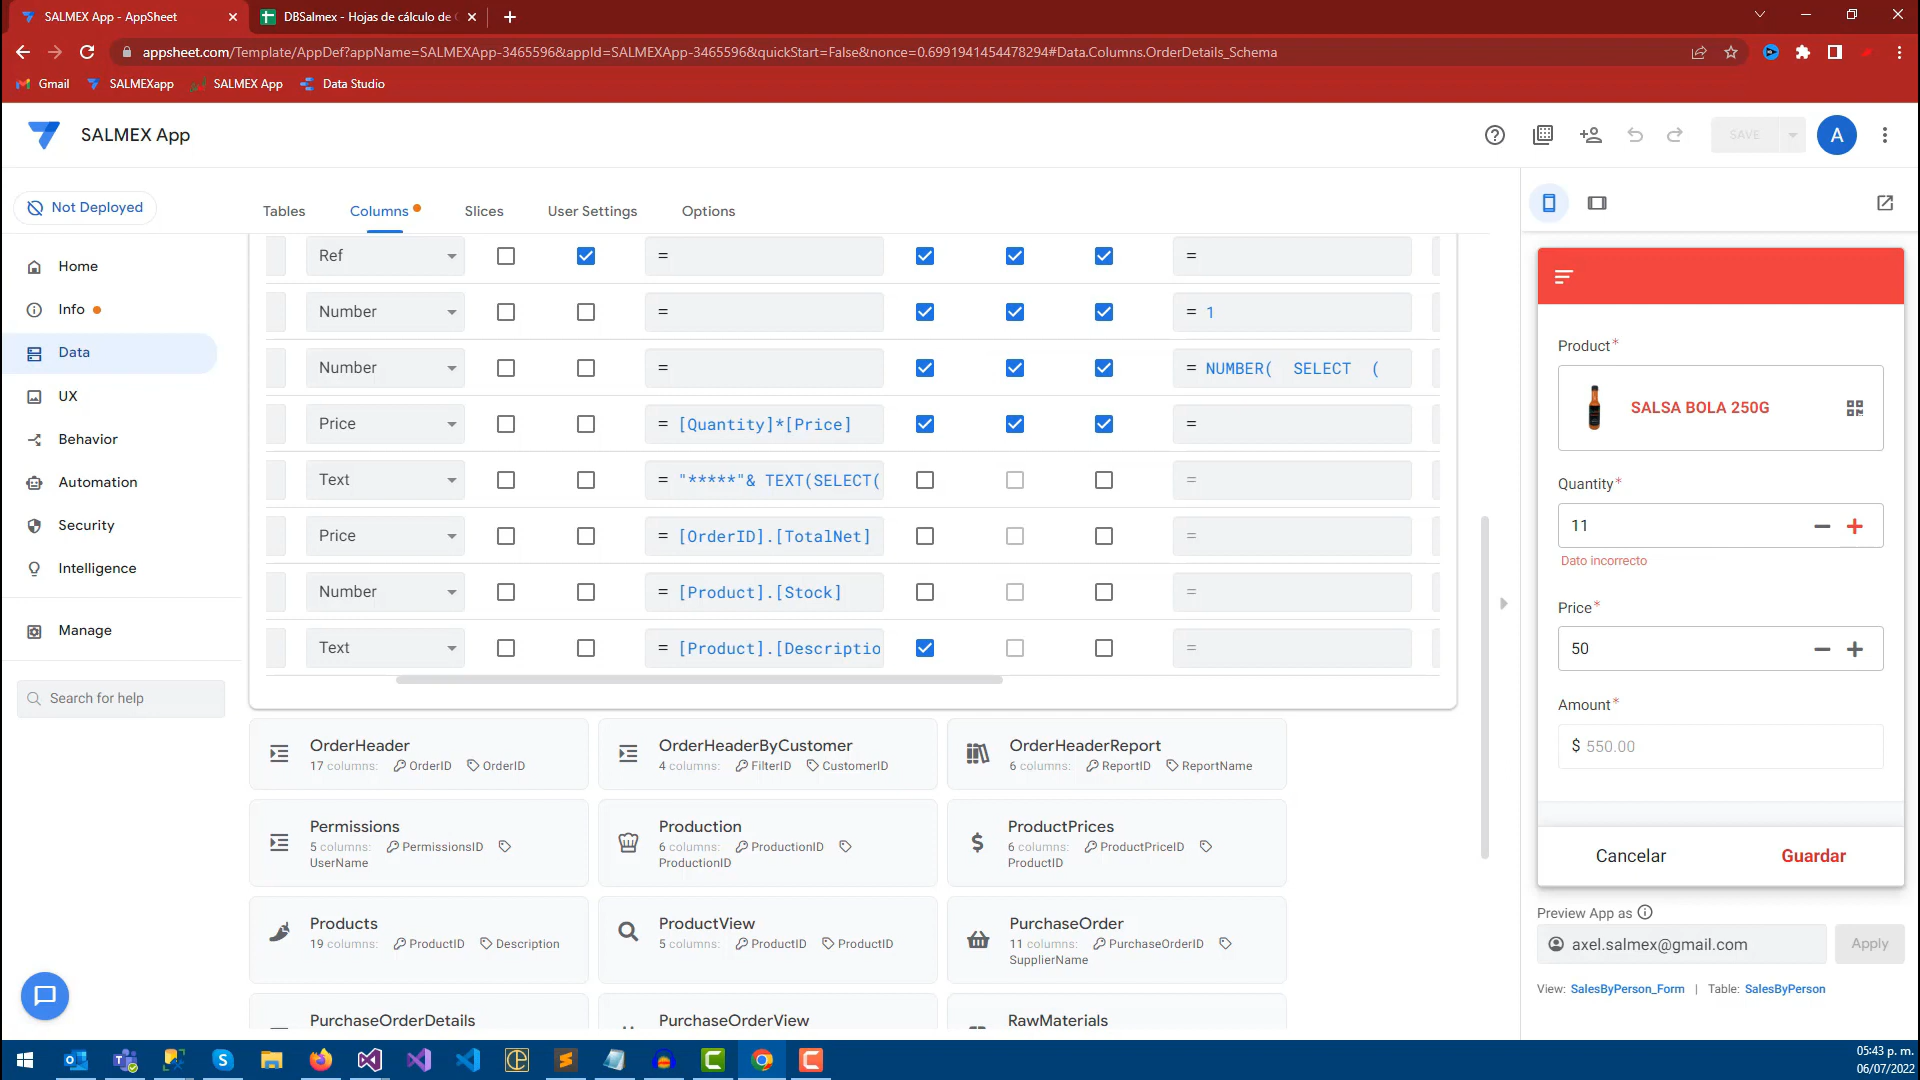 SALMEX App - AppSheet
DBSalmex - Hojas de cálculo de
appsheet.com/Template/AppDef?appName=SALMEXApp-3465596&appId=SALMEXApp-3465596&quickStart=False&nonce=0.6991941454478294#Data.Columns.OrderDetails_Schema
Gmail
SALMEXapp
SALMEX App
Data Studio
SALMEX App
SAVE
A
Not Deployed
Tables
Columns
Slices
User Settings
Options
Home
Info
Data
UX
Behavior
Automation
Security
Intelligence
Manage
Search for help
Ref = =
Number = = 1
Number = = NUMBER( SELECT (
Price = [Quantity]*[Price] =
Text = "*****"& TEXT(SELECT( =
Price = [OrderID].[TotalNet] =
Number = [Product].[Stock] =
Text = [Product].[Descriptio =
OrderHeader
17 columns: OrderID OrderID
OrderHeaderByCustomer
4 columns: FilterID CustomerID
OrderHeaderReport
6 columns: ReportID ReportName
Permissions
5 columns: PermissionsID
UserName
Production
6 columns: ProductionID
ProductionID
ProductPrices
6 columns: ProductPriceID
ProductID
Products
19 columns: ProductID Description
ProductView
5 columns: ProductID ProductID
PurchaseOrder
11 columns: PurchaseOrderID
SupplierName
PurchaseOrderDetails
PurchaseOrderView
RawMaterials
Product*
SALSA BOLA 250G
Quantity*
11
Dato incorrecto
Price*
50
Amount*
$ 550.00
Cancelar
Guardar
Preview App as
axel.salmex@gmail.com
Apply
View: SalesByPerson_Form | Table: SalesByPerson
05:43 p. m.
06/07/2022